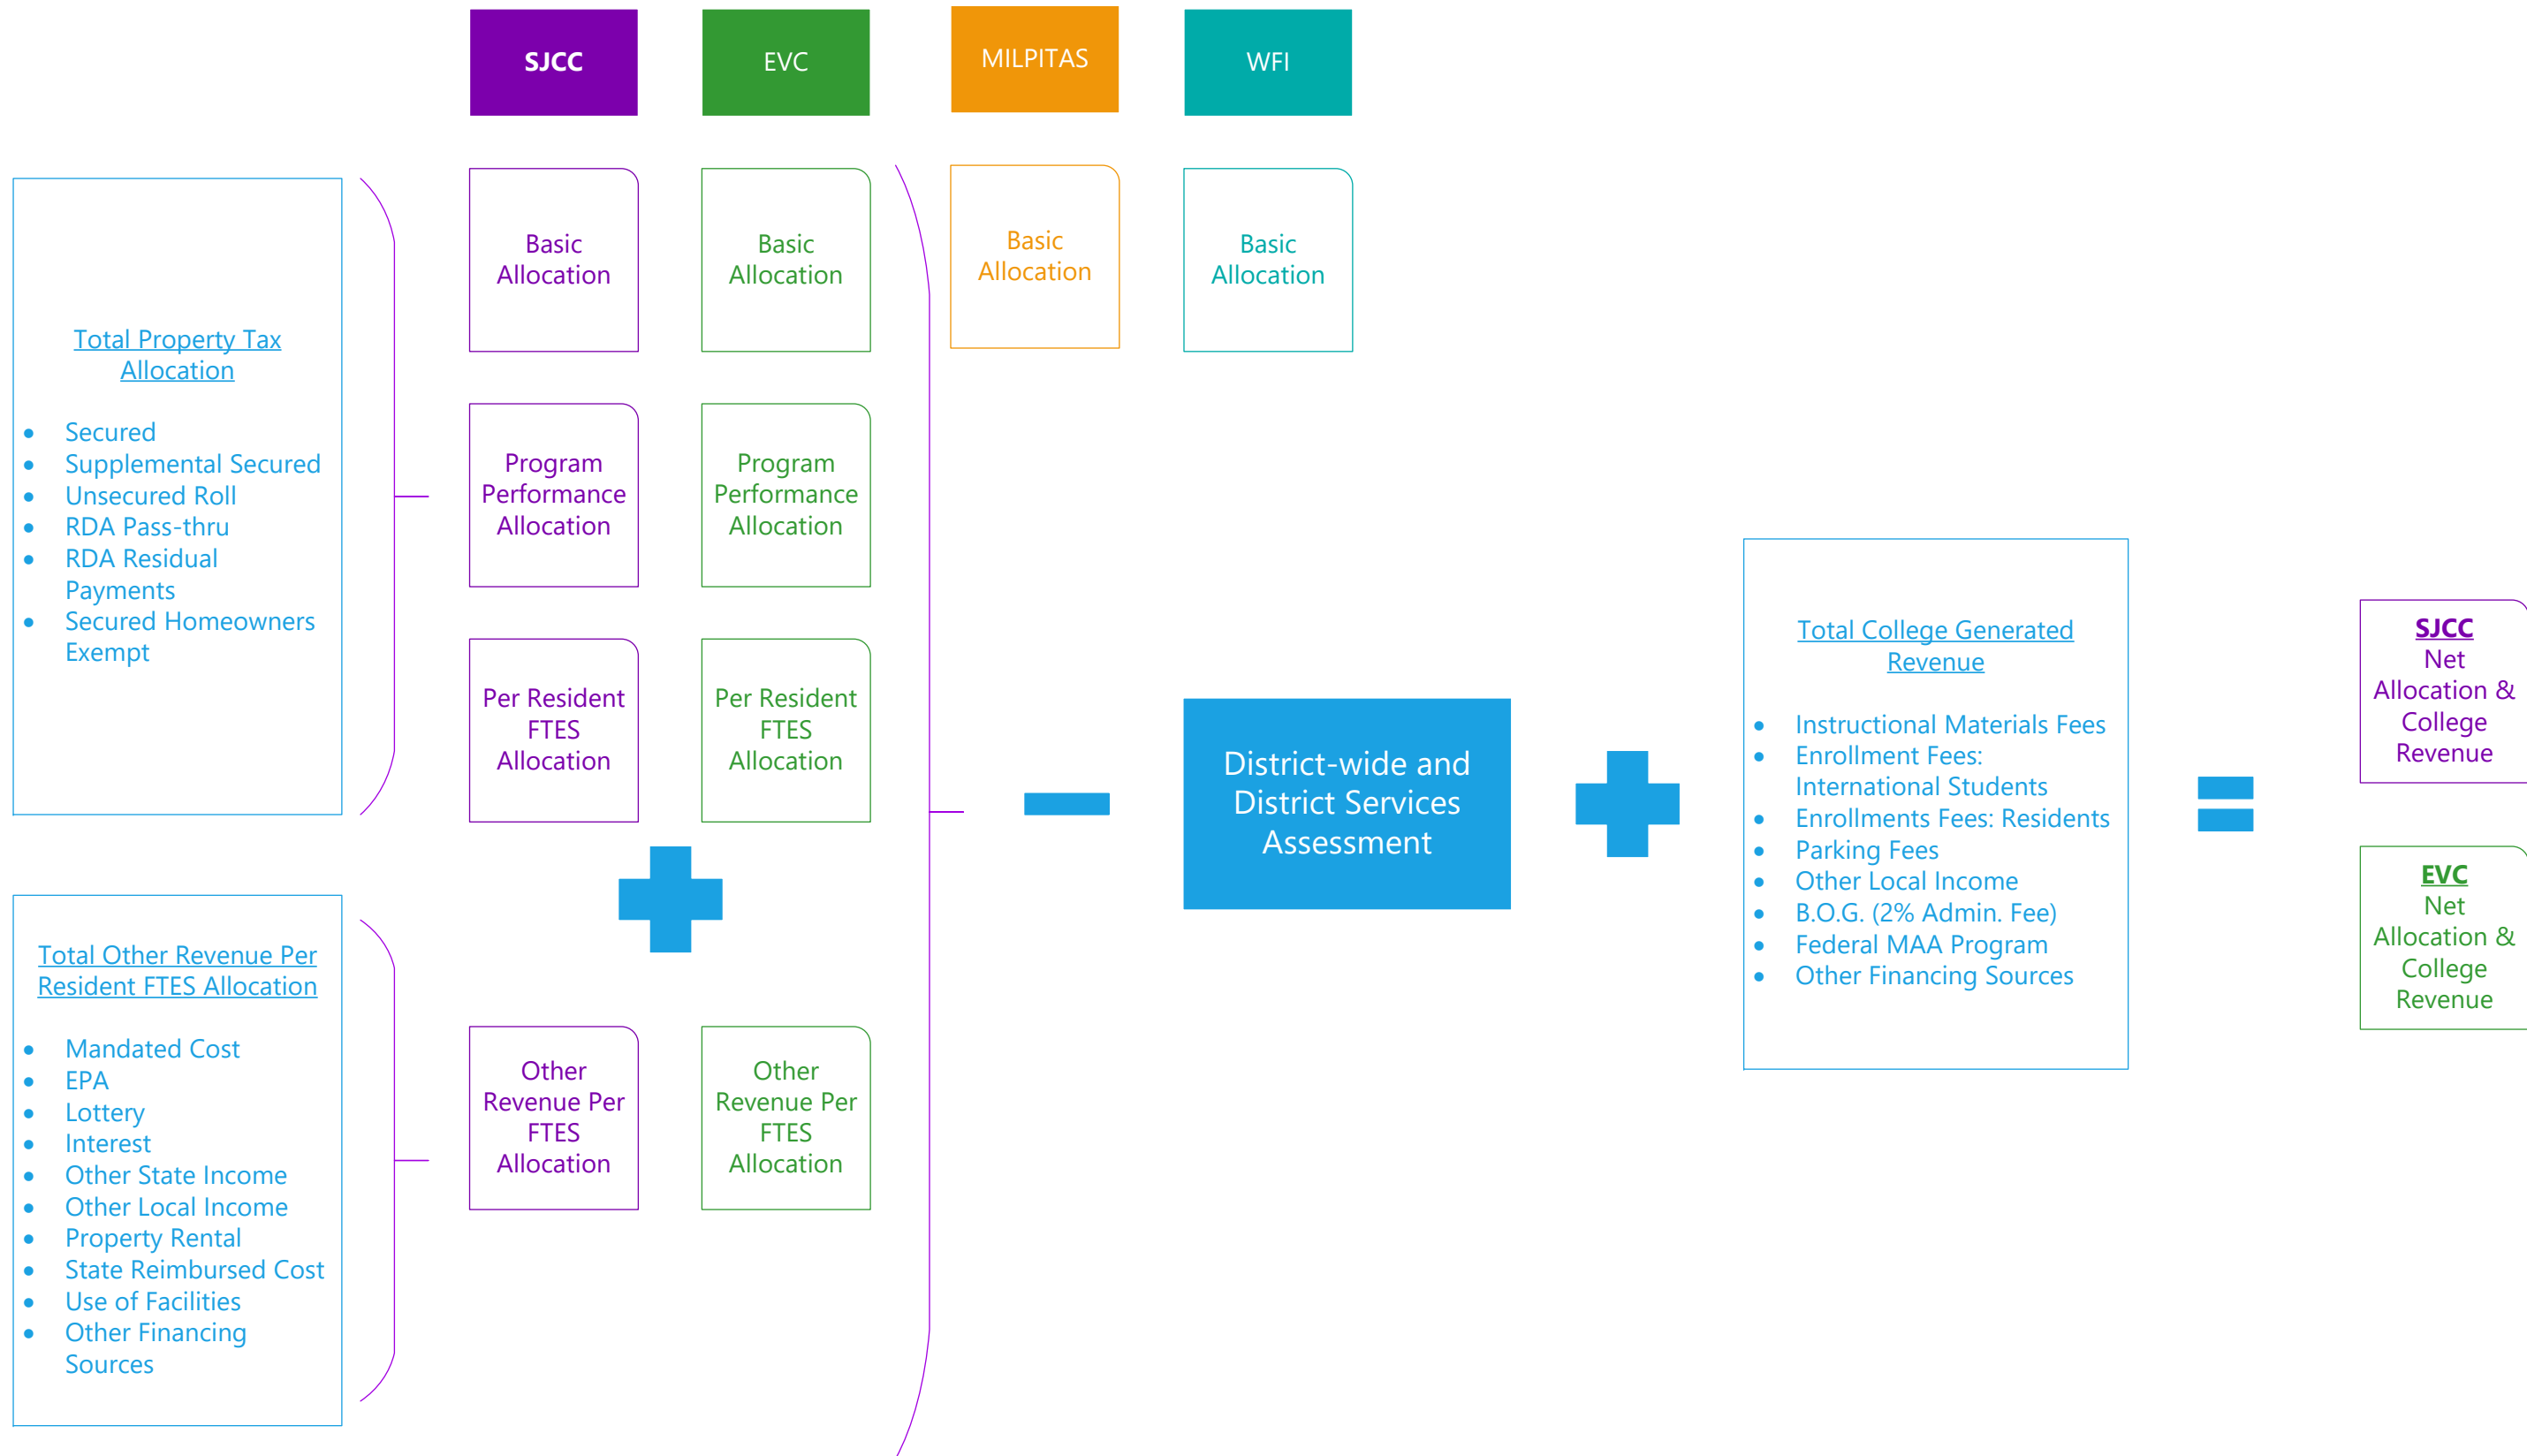 SJCC
EVC
MILPITAS
WFI
Total Property Tax
Allocation
• Secured
• Supplemental Secured
• Unsecured Roll
• RDA Pass-thru
• RDA Residual
Payments
• Secured Homeowners
Exempt
Basic
Allocation
Basic
Allocation
Basic
Allocation
Basic
Allocation
Program
Performance
Allocation
Program
Performance
Allocation
Per Resident
FTES
Allocation
Per Resident
FTES
Allocation
Total Other Revenue Per
Resident FTES Allocation
• Mandated Cost
• EPA
• Lottery
• Interest
• Other State Income
• Other Local Income
• Property Rental
• State Reimbursed Cost
• Use of Facilities
• Other Financing
Sources
Other
Revenue Per
FTES
Allocation
Other
Revenue Per
FTES
Allocation
District-wide and
District Services
Assessment
Total College Generated
Revenue
• Instructional Materials Fees
• Enrollment Fees:
International Students
• Enrollments Fees: Residents
• Parking Fees
• Other Local Income
• B.O.G. (2% Admin. Fee)
• Federal MAA Program
• Other Financing Sources
SJCC
Net
Allocation &
College
Revenue
EVC
Net
Allocation &
College
Revenue